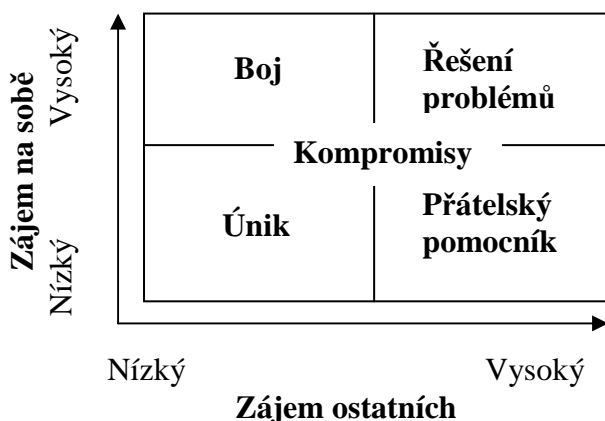 Zájem na sobě
Vysoký
Nízký
Boj
Řešení
problémů
Kompromisy
Únik
Přátelský
pomocník
Nízký
Vysoký
Zájem ostatních